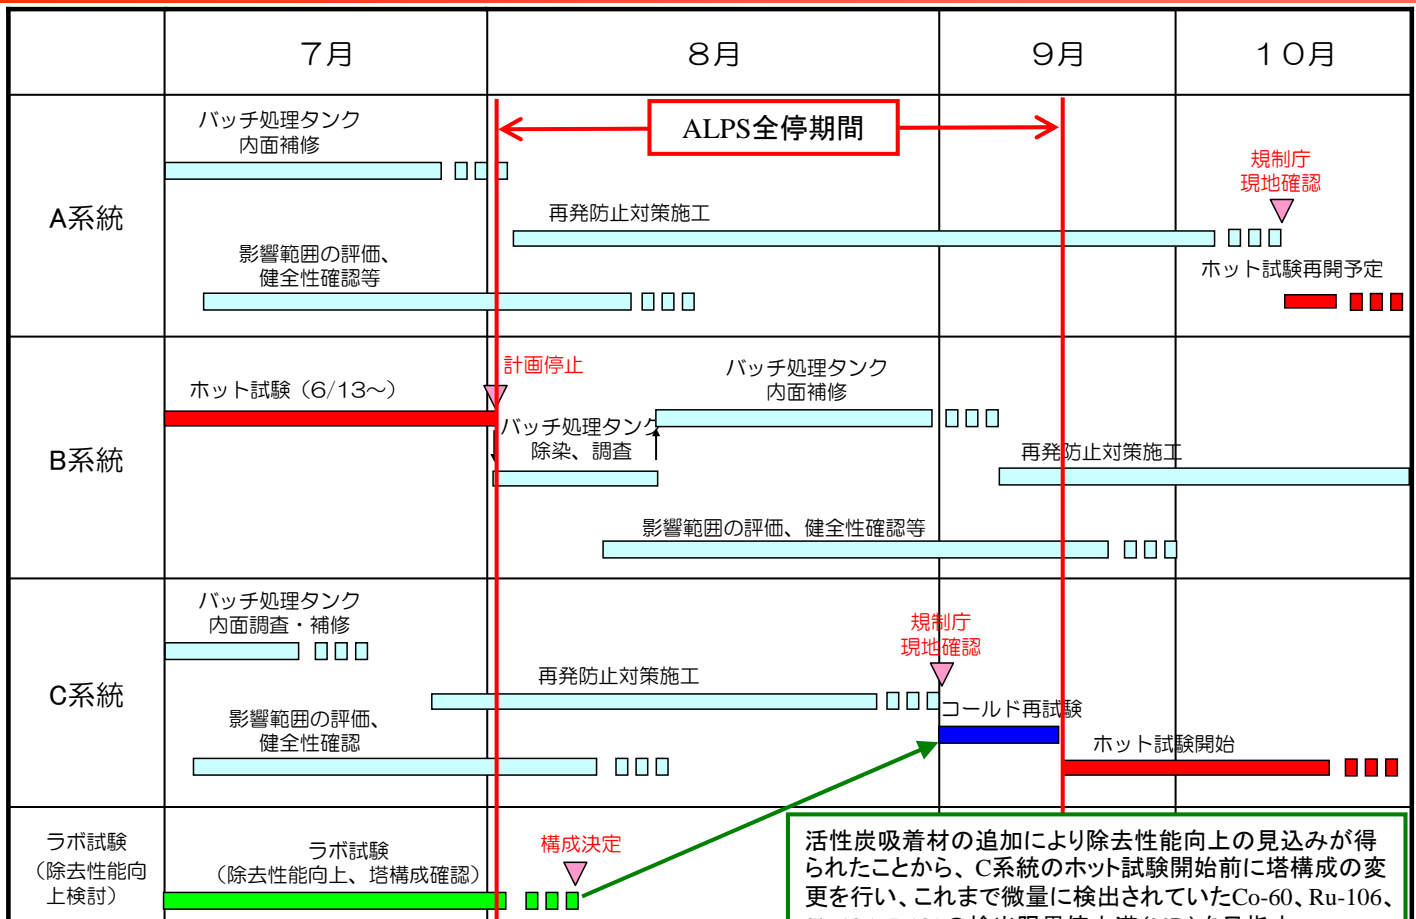 7月
8月
9月
10月
ALPS全停期間
A系統
バッチ処理タンク
内面補修
再発防止対策施工
規制庁
現地確認
影響範囲の評価、
健全性確認等
ホット試験再開予定
B系統
ホット試験（6/13～）
計画停止
バッチ処理タンク
除染、調査
バッチ処理タンク
内面補修
再発防止対策施工
影響範囲の評価、健全性確認等
C系統
バッチ処理タンク
内面調査・補修
再発防止対策施工
規制庁
現地確認
影響範囲の評価、
健全性確認
コールド再試験
ホット試験開始
ラボ試験
（除去性能向
上検討）
ラボ試験
（除去性能向上、塔構成確認）
構成決定
活性炭吸着材の追加により除去性能向上の見込みが得
られたことから、C系統のホット試験開始前に塔構成の変
更を行い、これまで微量に検出されていたCo-60、Ru-106、